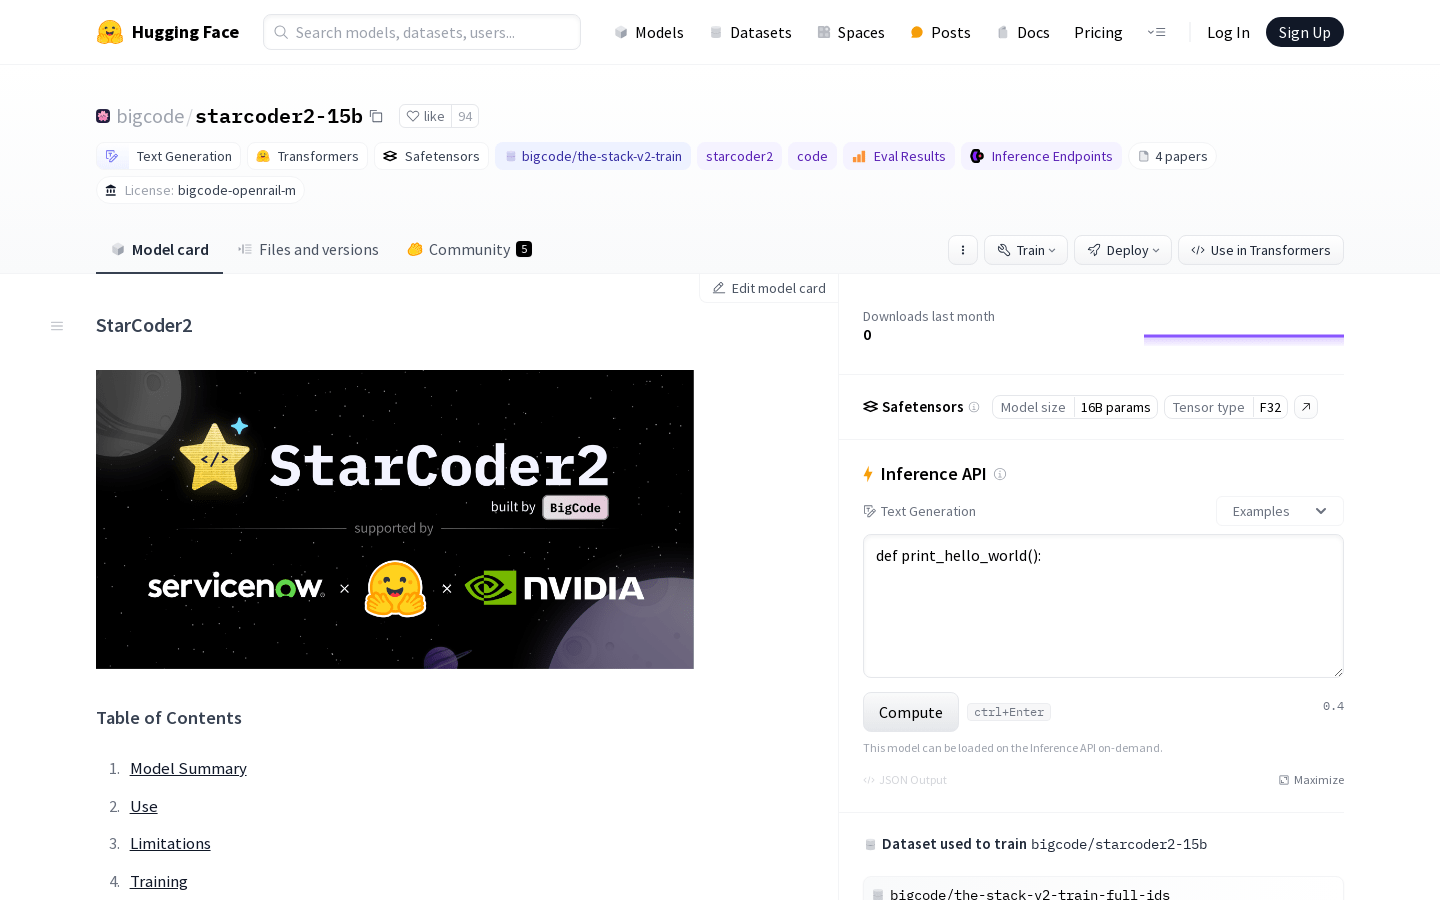 Hugging Face
Search models, datasets, users...
Models
Datasets
Spaces
Posts
Docs
Pricing
Log In
Sign Up
bigcode/starcoder2-15b
like 94
Text Generation
Transformers
Safetensors
bigcode/the-stack-v2-train
starcoder2
code
Eval Results
Inference Endpoints
4 papers
License: bigcode-openrail-m
Model card
Files and versions
Community 5
Train
Deploy
</> Use in Transformers
Edit model card
StarCoder2
</>
StarCoder2
built by BigCode
supported by
servicenow × × NVIDIA
Table of Contents
1. Model Summary
2. Use
3. Limitations
4. Training
Downloads last month
0
Safetensors
Model size 16B params
Tensor type F32
Inference API
Text Generation
Examples
def print_hello_world():
Compute
ctrl+Enter
0.4
This model can be loaded on the Inference API on-demand.
</> JSON Output
Maximize
Dataset used to train bigcode/starcoder2-15b
bigcode/the-stack-v2-train-full-ids